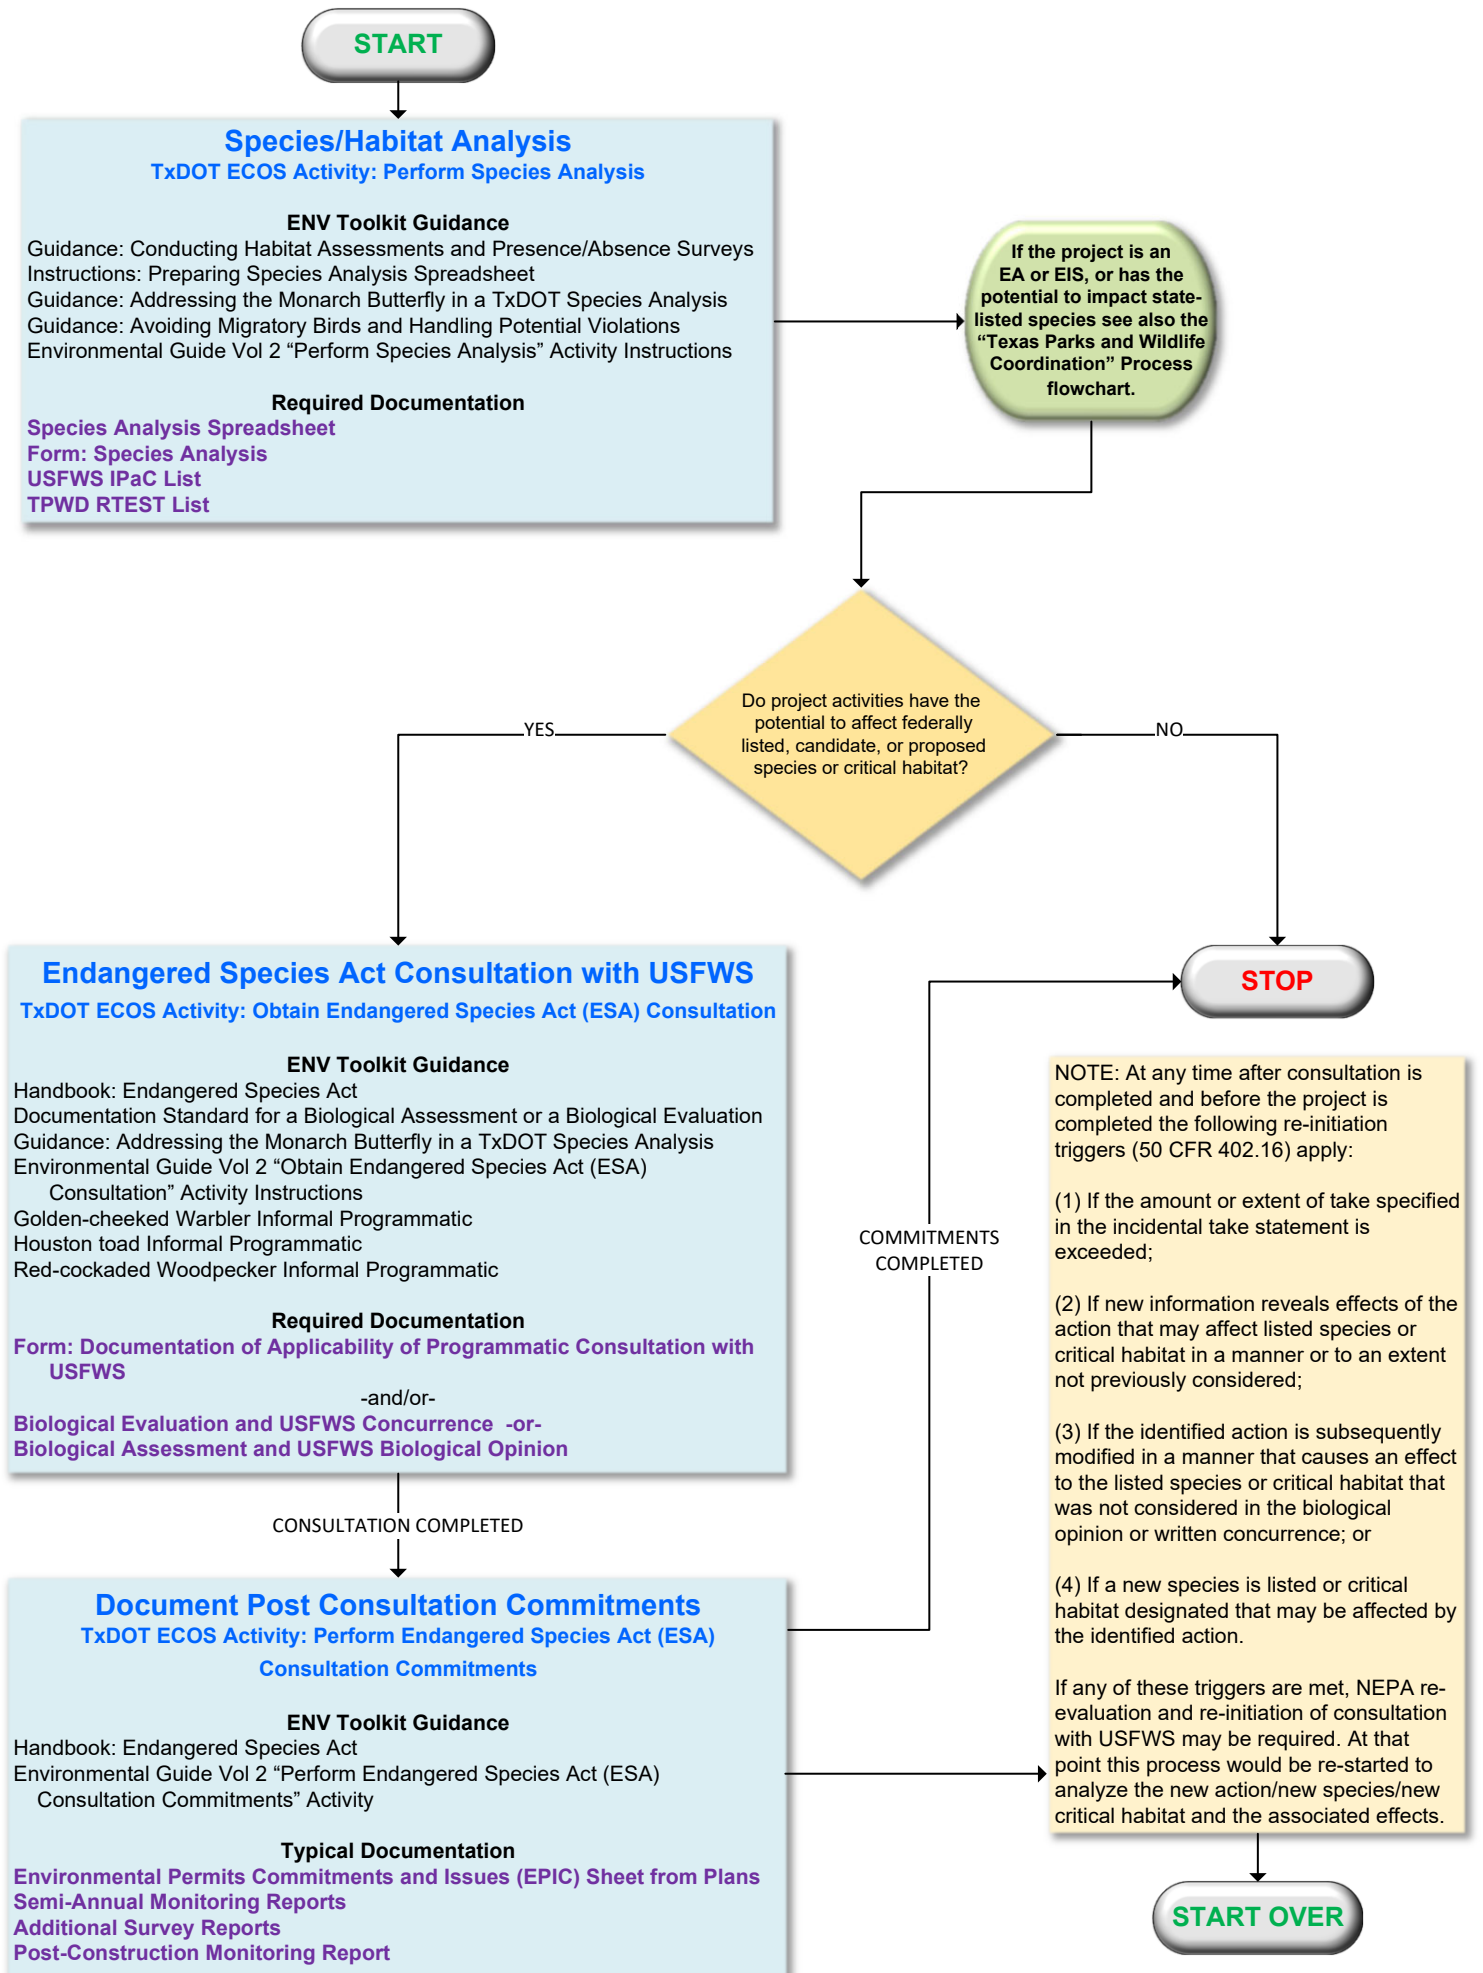 START
Species/Habitat Analysis
TxDOT ECOS Activity: Perform Species Analysis
ENV Toolkit Guidance
Guidance: Conducting Habitat Assessments and Presence/Absence Surveys
Instructions: Preparing Species Analysis Spreadsheet
Guidance: Addressing the Monarch Butterfly in a TxDOT Species Analysis
Guidance: Avoiding Migratory Birds and Handling Potential Violations
Environmental Guide Vol 2 “Perform Species Analysis” Activity Instructions
Required Documentation
Species Analysis Spreadsheet
Form: Species Analysis
USFWS IPaC List
TPWD RTEST List
If the project is an
EA or EIS, or has the
potential to impact state-
listed species see also the
“Texas Parks and Wildlife
Coordination” Process
flowchart.
Do project activities have the
potential to affect federally
listed, candidate, or proposed
species or critical habitat?
YES
NO
Endangered Species Act Consultation with USFWS
TxDOT ECOS Activity: Obtain Endangered Species Act (ESA) Consultation
ENV Toolkit Guidance
Handbook: Endangered Species Act
Documentation Standard for a Biological Assessment or a Biological Evaluation
Guidance: Addressing the Monarch Butterfly in a TxDOT Species Analysis
Environmental Guide Vol 2 “Obtain Endangered Species Act (ESA)
Consultation” Activity Instructions
Golden-cheeked Warbler Informal Programmatic
Houston toad Informal Programmatic
Red-cockaded Woodpecker Informal Programmatic
Required Documentation
Form: Documentation of Applicability of Programmatic Consultation with
USFWS
-and/or-
Biological Evaluation and USFWS Concurrence -or-
Biological Assessment and USFWS Biological Opinion
CONSULTATION COMPLETED
Document Post Consultation Commitments
TxDOT ECOS Activity: Perform Endangered Species Act (ESA)
Consultation Commitments
ENV Toolkit Guidance
Handbook: Endangered Species Act
Environmental Guide Vol 2 “Perform Endangered Species Act (ESA)
Consultation Commitments” Activity
Typical Documentation
Environmental Permits Commitments and Issues (EPIC) Sheet from Plans
Semi-Annual Monitoring Reports
Additional Survey Reports
Post-Construction Monitoring Report
COMMITMENTS
COMPLETED
STOP
NOTE: At any time after consultation is
completed and before the project is
completed the following re-initiation
triggers (50 CFR 402.16) apply:
(1) If the amount or extent of take specified
in the incidental take statement is
exceeded;
(2) If new information reveals effects of the
action that may affect listed species or
critical habitat in a manner or to an extent
not previously considered;
(3) If the identified action is subsequently
modified in a manner that causes an effect
to the listed species or critical habitat that
was not considered in the biological
opinion or written concurrence; or
(4) If a new species is listed or critical
habitat designated that may be affected by
the identified action.
If any of these triggers are met, NEPA re-
evaluation and re-initiation of consultation
with USFWS may be required. At that
point this process would be re-started to
analyze the new action/new species/new
critical habitat and the associated effects.
START OVER